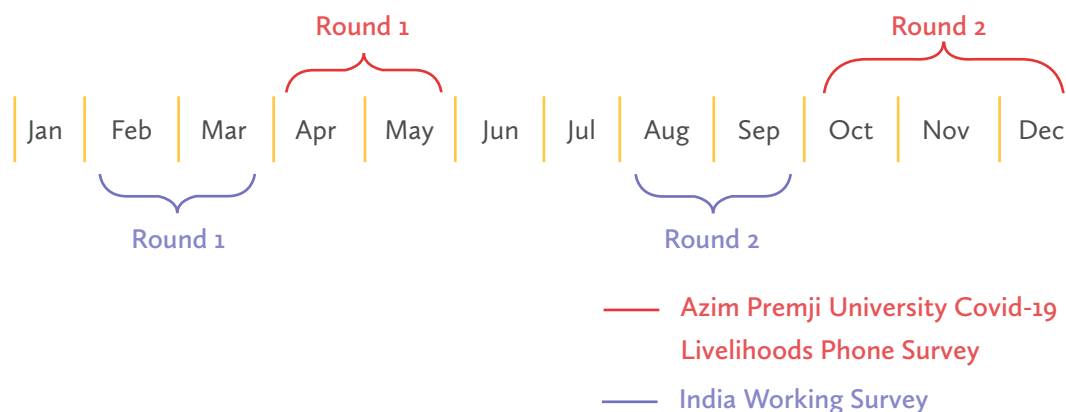 Round 1
Round 2
Jan Feb Mar Apr May Jun Jul Aug Sep Oct Nov Dec
Round 1
Round 2
Azim Premji University Covid-19
Livelihoods Phone Survey
India Working Survey